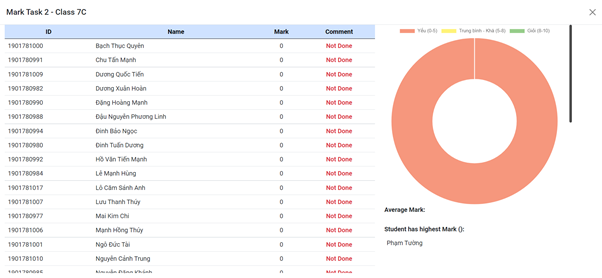 Mark Task 2 - Class 7C
ID Name Mark Comment
1901781000 Bạch Thục Quyên 0 Not Done
1901780991 Chu Tấn Mạnh 0 Not Done
1901781009 Dương Quốc Tiến 0 Not Done
1901780982 Dương Xuân Hoàn 0 Not Done
1901780990 Đặng Hoàng Mạnh 0 Not Done
1901780988 Đậu Nguyễn Phương Linh 0 Not Done
1901780994 Đinh Bảo Ngọc 0 Not Done
1901780980 Đinh Tuấn Dương 0 Not Done
1901780992 Hồ Văn Tiến Mạnh 0 Not Done
1901780984 Lê Mạnh Hùng 0 Not Done
1901781017 Lô Cầm Sánh Anh 0 Not Done
1901781007 Lưu Thanh Thủy 0 Not Done
1901780977 Mai Kim Chi 0 Not Done
1901781006 Mạnh Hồng Thúy 0 Not Done
1901781001 Ngô Đức Tài 0 Not Done
1901781010 Nguyễn Cảnh Trung 0 Not Done
1901780985 Nguyễn Đăng Khánh 0 Not Done
Yếu (0-5) Trung bình - Khá (5-8) Giỏi (8-10)
Average Mark:
Student has highest Mark ():
Phạm Tường